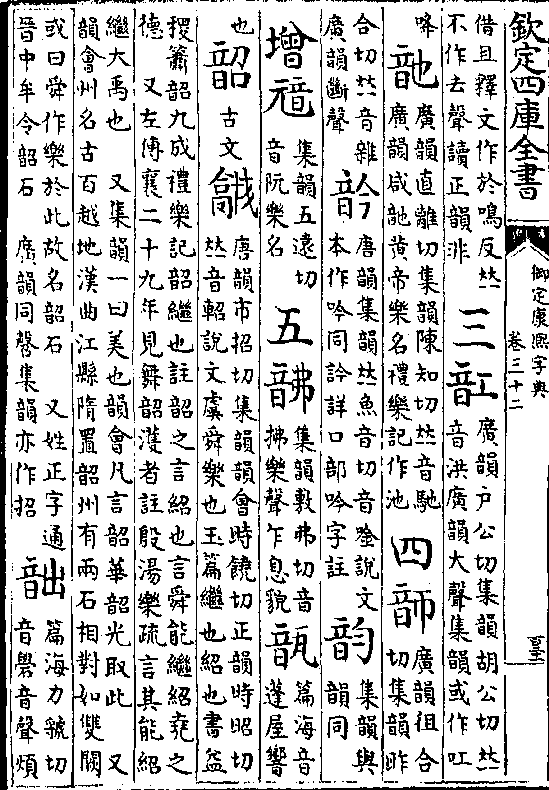 欽定四庫全書
御定康熙字典
卷三十二
借且釋文作於鳴反𠀤
不作去聲讀正韻非
三
廣韻户公切集韻胡公切𠀤
音洪廣韻大聲集韻或作吅
廣韻直離切集韻陳知切𠀤音馳
廣韻咸黄帝樂名禮樂記作池
四
廣韻徂合
切集韻昨
合切𠀤音雜
廣韻斷聲
唐韻集韻𠀤魚音切音崟說文
本作吟同訡詳口部吟字註
韵
集韻與
韻同
增
集韻五遠切
音阮樂名
五
集韻敷弗切音
拂樂聲乍息貌
篇海音
蓬屋響
也
韶
古文
唐韻市招切集韻韻會時饒切正韻時昭切
𠀤音軺說文虞舜樂也玉篇繼也紹也書益
稷簫韶九成禮樂記韶繼也註韶之言紹也言舜能繼紹堯之
德 又左傳襄二十九年見舞韶濩者註殷湯樂疏言其能紹
繼大禹也 又集韻一曰美也韻會凡言韶華韶光取此 又
韻會州名古百越地漢曲江縣隋置韶州有兩石相對如雙闕
或曰舜作樂於此故名韶石 又姓正字通
晉中牟令韶石 廣韻同磬集韻亦作招
篇海力虢切
音礐音聲煩